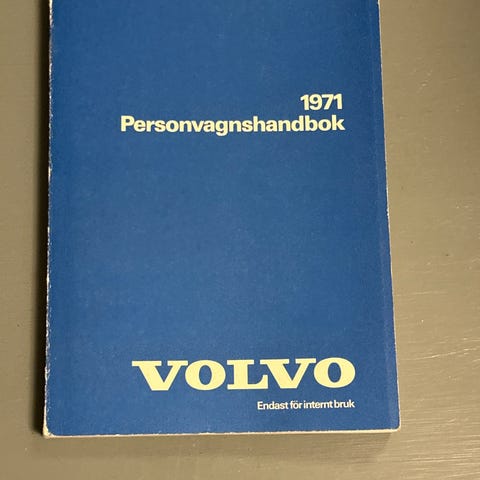 1971
Personvagnshandbok
VOLVO
Endast för internt bruk